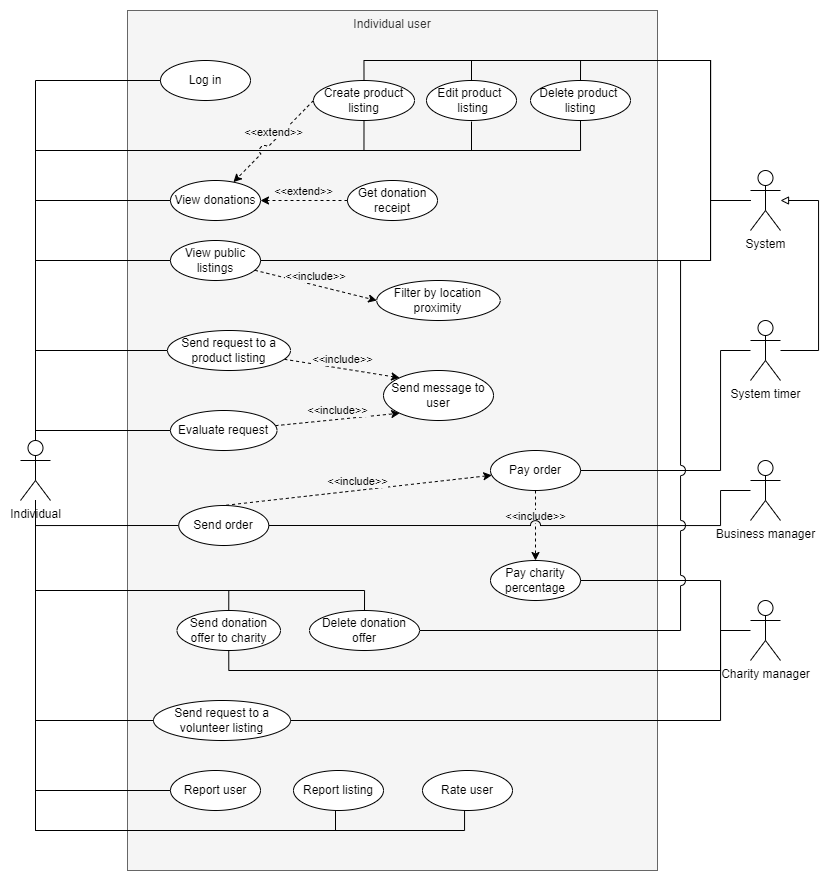 Individual user
Log in
Create product
listing
Edit product
listing
Delete product
listing
<<extend>>
View donations
<<extend>>
Get donation
receipt
System
View public
listings
<<include>>
Filter by location
proximity
Send request to a
product listing
<<include>>
Send message to
user
System timer
<<include>>
Evaluate request
Individual
Pay order
<<include>>
<<include>>
Send order
Business manager
Pay charity
percentage
Send donation
offer to charity
Delete donation
offer
Charity manager
Send request to a
volunteer listing
Report user
Report listing
Rate user